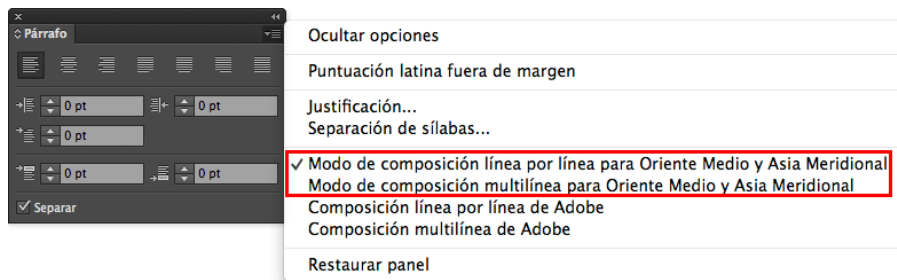 Párrafo
0 pt
0 pt
0 pt
0 pt
0 pt
Separar
Ocultar opciones
Puntuación latina fuera de margen
Justificación...
Separación de sílabas...
✓ Modo de composición línea por línea para Oriente Medio y Asia Meridional
Modo de composición multilínea para Oriente Medio y Asia Meridional
Composición línea por línea de Adobe
Composición multilínea de Adobe
Restaurar panel